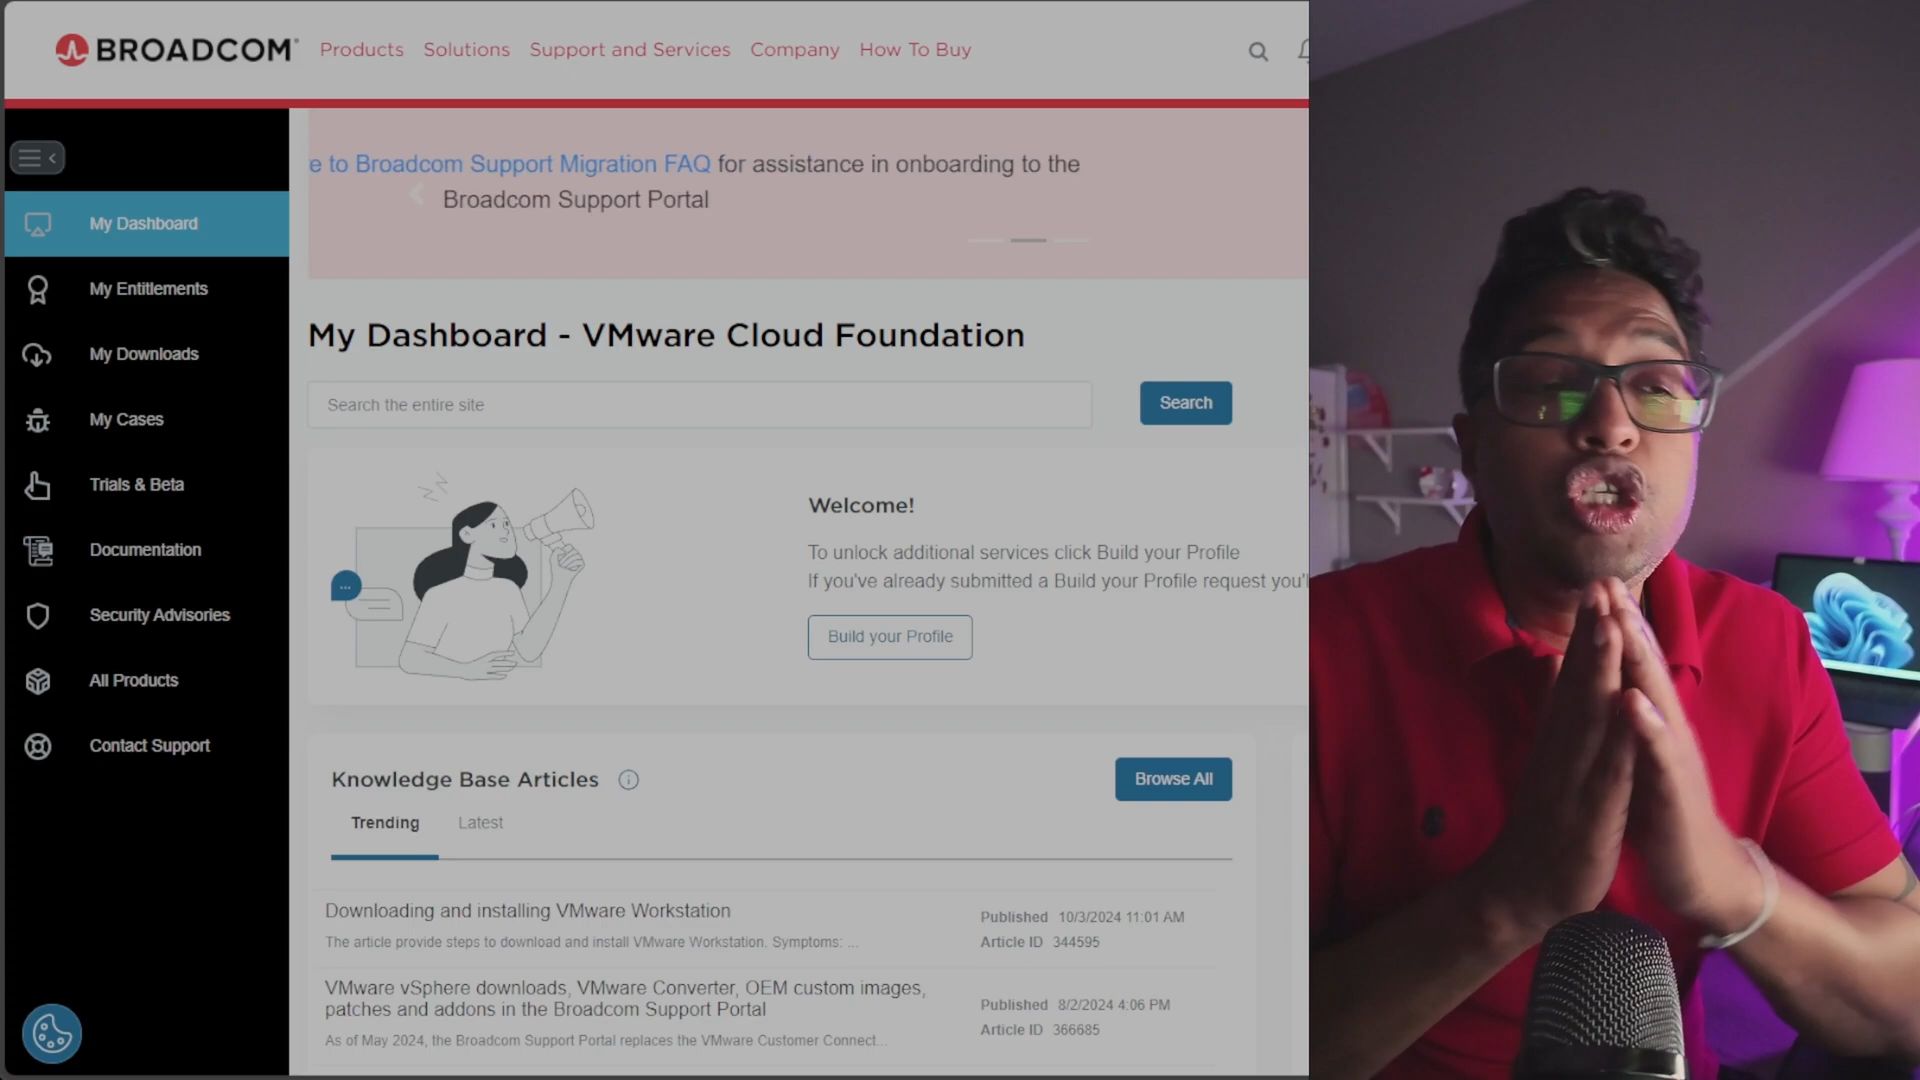 BROADCOM
Products Solutions Support and Services Company How To Buy
e to Broadcom Support Migration FAQ for assistance in onboarding to the
Broadcom Support Portal
My Dashboard
My Entitlements
My Downloads
My Cases
Trials & Beta
Documentation
Security Advisories
All Products
Contact Support
My Dashboard - VMware Cloud Foundation
Search the entire site
Search
Welcome!
To unlock additional services click Build your Profile
If you've already submitted a Build your Profile request you'l
Build your Profile
Knowledge Base Articles
Browse All
Trending Latest
Downloading and installing VMware Workstation
The article provide steps to download and install VMware Workstation. Symptoms: ...
Published 10/3/2024 11:01 AM
Article ID 344595
VMware vSphere downloads, VMware Converter, OEM custom images,
patches and addons in the Broadcom Support Portal
As of May 2024, the Broadcom Support Portal replaces the VMware Customer Connect...
Published 8/2/2024 4:06 PM
Article ID 366685